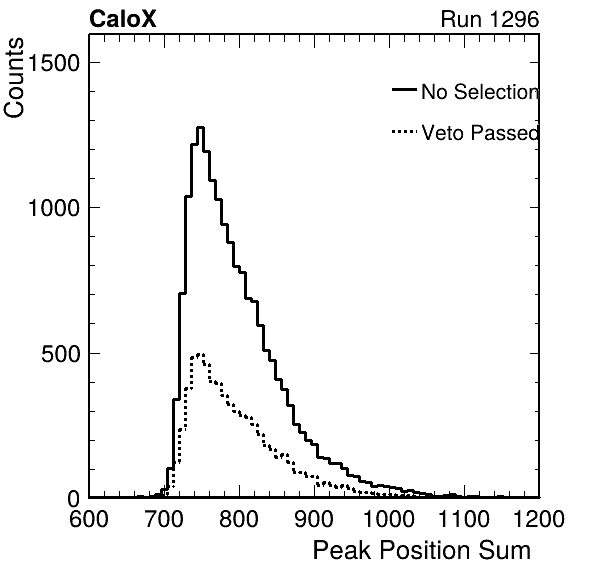 CaloX Run 1296
Counts
1500
No Selection
Veto Passed
1000
500
0
600 700 800 900 1000 1100 1200
Peak Position Sum